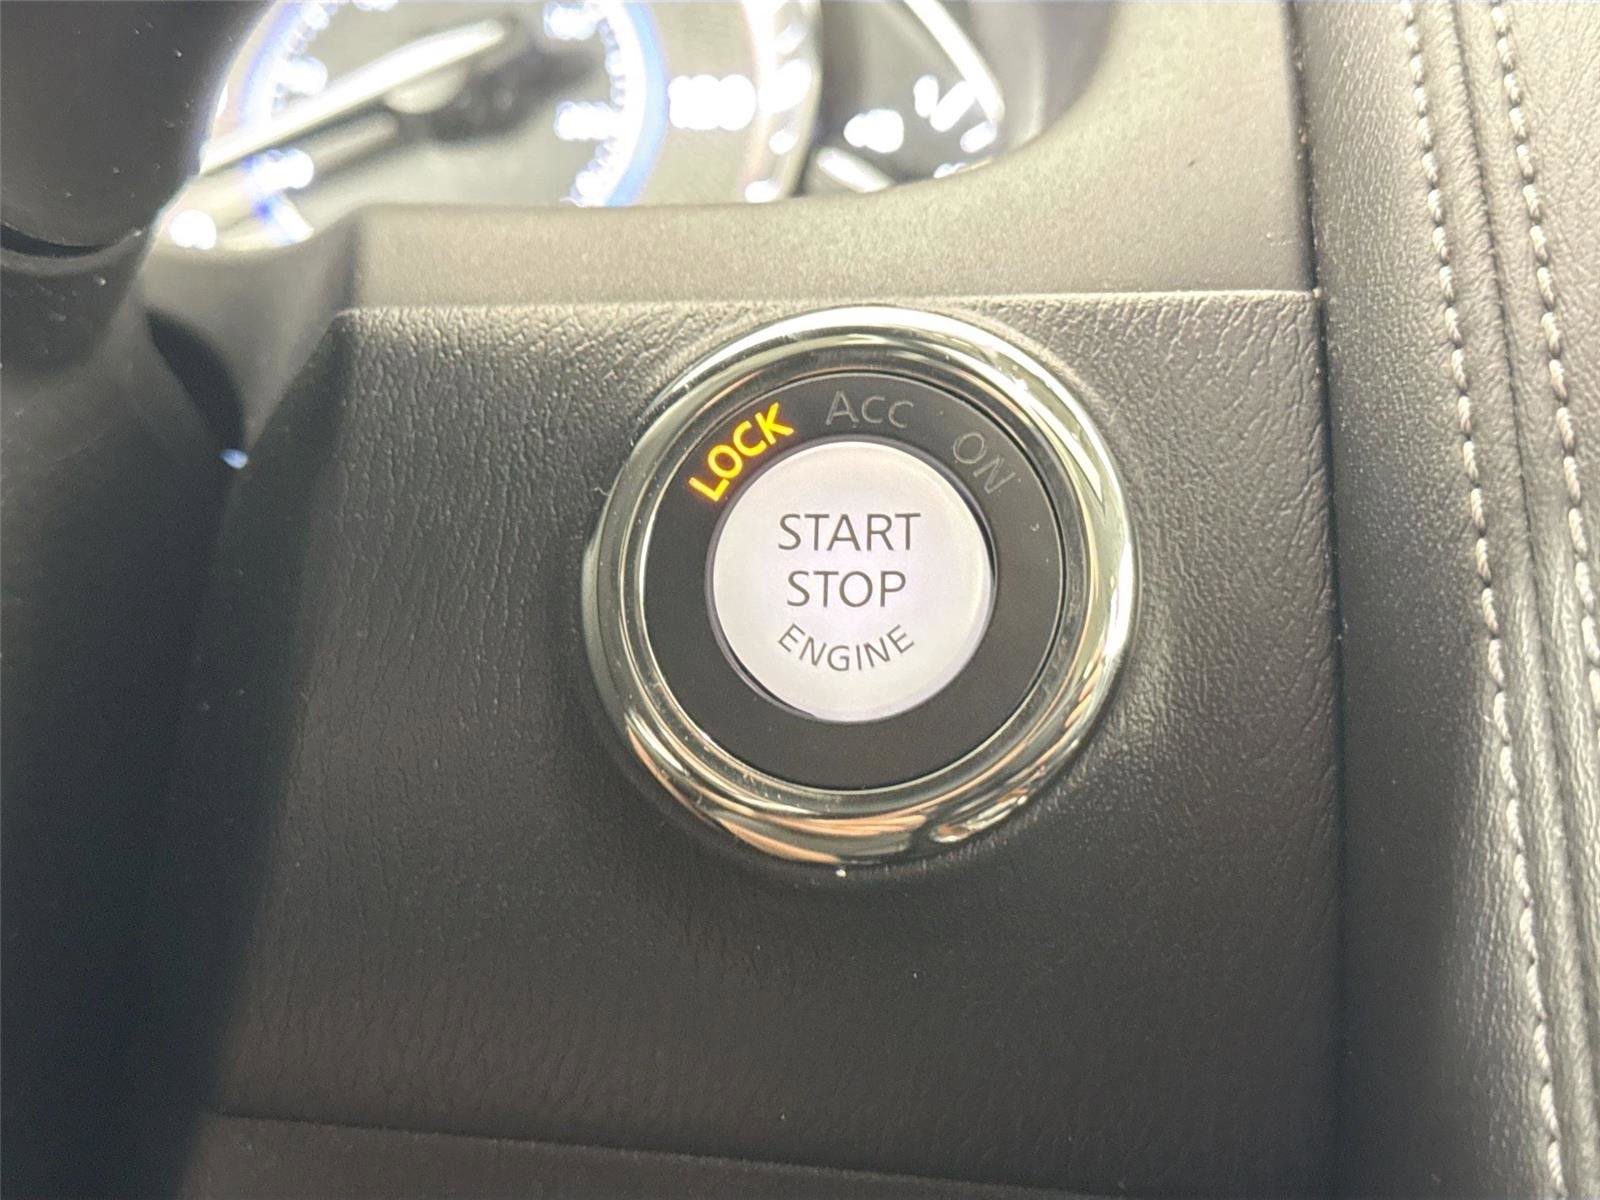 LOCK ACC ON
START
STOP
ENGINE